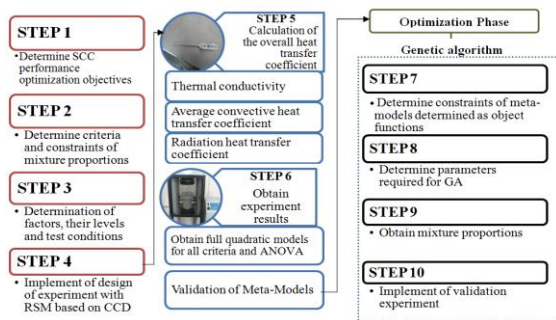 STEP 1
•Determine SCC
performance
optimization objectives
STEP 2
• Determine criteria
and constraints of
mixture proportions
STEP 3
• Determination of
factors, their levels
and test conditions
STEP 4
• Implement of design
of experiment with
RSM based on CCD
STEP 5
Calculation of
the overall heat
transfer
coefficient
Thermal conductivity
Average convective heat
transfer coefficient
Radiation heat transfer
coefficient
STEP 6
Obtain
experiment
results
Obtain full quadratic models
for all criteria and ANOVA
Validation of Meta-Models
Optimization Phase
Genetic algorithm
STEP 7
• Determine constraints of meta-
models determined as object
functions
STEP 8
• Determine parameters
required for GA
STEP 9
• Obtain mixture proportions
STEP 10
• Implement of validation
experiment